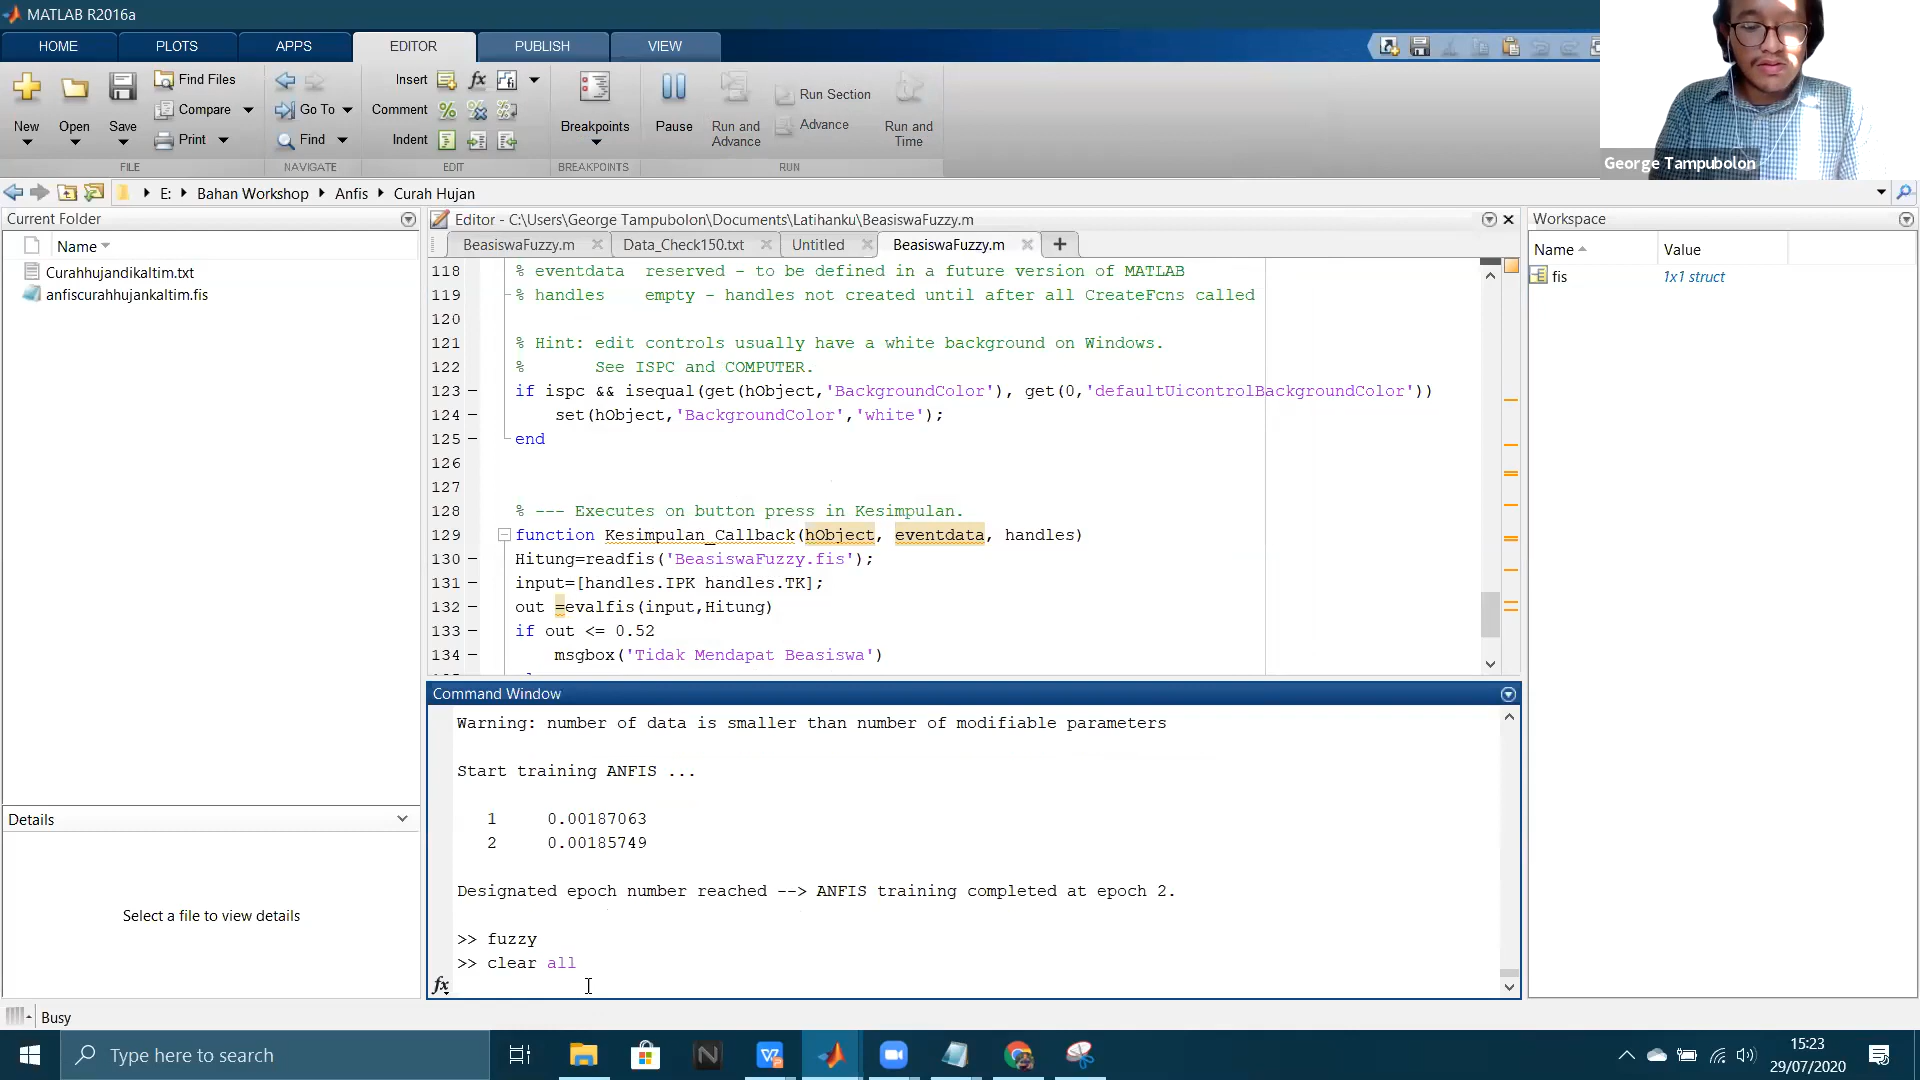 MATLAB R2016a
HOME
PLOTS
APPS
EDITOR
PUBLISH
VIEW
New
Open
Save
Find Files
Compare
Print
FILE
Go To
Find
NAVIGATE
Insert
Comment
Indent
EDIT
Breakpoints
BREAKPOINTS
Pause
Run and
Advance
Run Section
Advance
Run and
Time
RUN
George Tampubolon
E: Bahan Workshop Anfis Curah Hujan
Current Folder
Name
Curahhujandikaltim.txt
anfiscurahhujankaltim.fis
Details
Select a file to view details
Editor - C:\Users\George Tampubolon\Documents\Latihanku\BeasiswaFuzzy.m
BeasiswaFuzzy.m
Data_Check150.txt
Untitled
BeasiswaFuzzy.m
118 % eventdata reserved - to be defined in a future version of MATLAB
119 % handles empty - handles not created until after all CreateFcns called
120
121 % Hint: edit controls usually have a white background on Windows.
122 % See ISPC and COMPUTER.
123 if ispc && isequal(get(hObject,'BackgroundColor'), get(0,'defaultUicontrolBackgroundColor'))
124 set(hObject,'BackgroundColor','white');
125 end
126
127
128 % --- Executes on button press in Kesimpulan.
129 function Kesimpulan_Callback(hObject, eventdata, handles)
130 Hitung=readfis('BeasiswaFuzzy.fis');
131 input=[handles.IPK handles.TK];
132 out =evalfis(input,Hitung)
133 if out <= 0.52
134 msgbox('Tidak Mendapat Beasiswa')
Command Window
Warning: number of data is smaller than number of modifiable parameters
Start training ANFIS ...
1 0.00187063
2 0.00185749
Designated epoch number reached --> ANFIS training completed at epoch 2.
>> fuzzy
>> clear all
fx
Workspace
Name
Value
fis
1x1 struct
Busy
Type here to search
15:23
29/07/2020